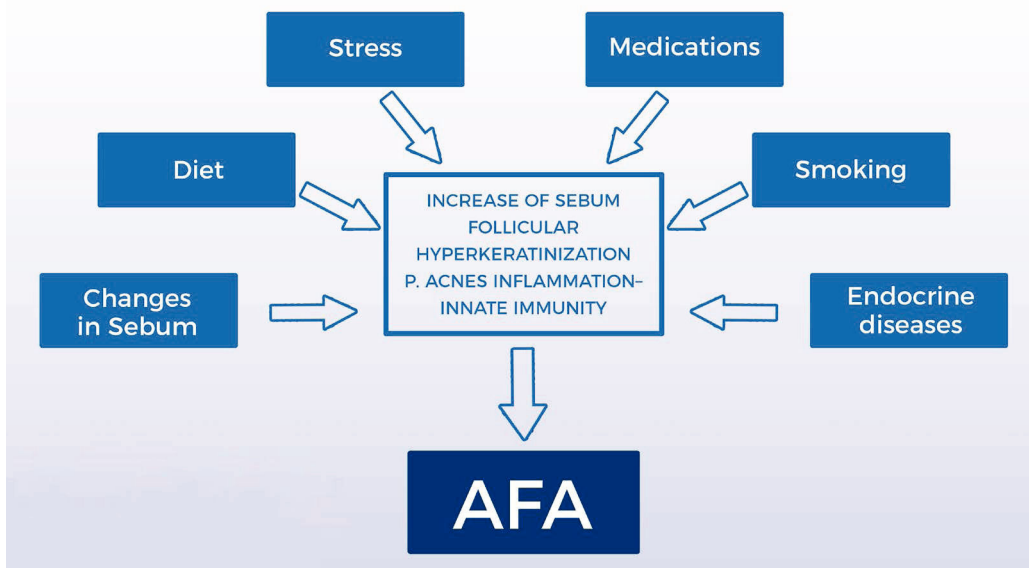 Stress
Medications
Diet
Smoking
INCREASE OF SEBUM
FOLLICULAR
HYPERKERATINIZATION
P. ACNES INFLAMMATION–
INNATE IMMUNITY
Changes
in Sebum
Endocrine
diseases
AFA